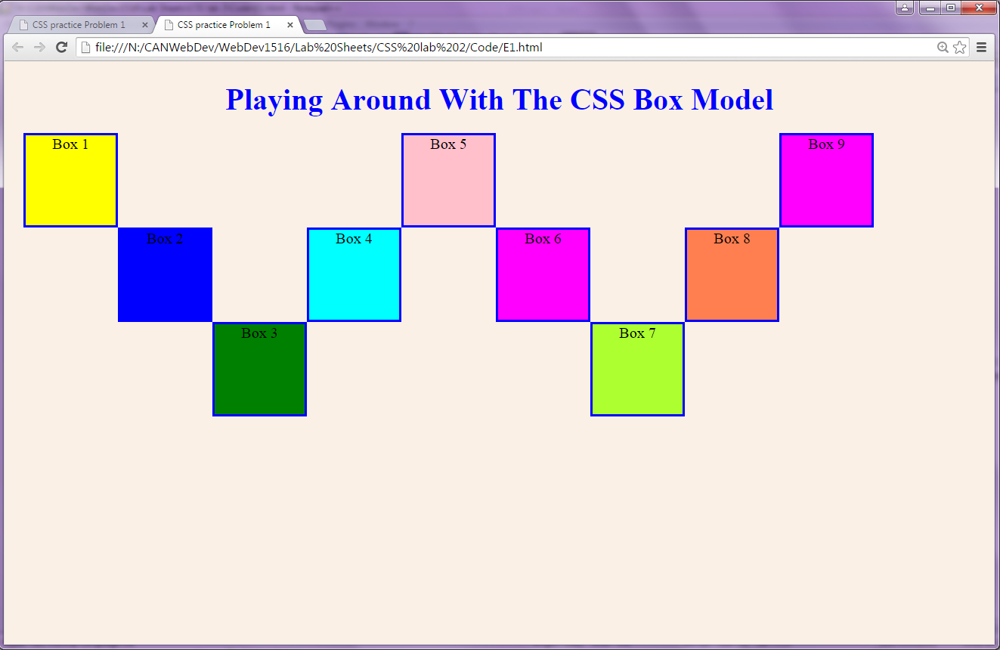 CSS practice Problem 1
CSS practice Problem 1
file:///N:/CANWebDev/WebDev1516/Lab%20Sheets/CSS%20lab%202/Code/E1.html
Playing Around With The CSS Box Model
Box 1
Box 5
Box 9
Box 2
Box 4
Box 6
Box 8
Box 3
Box 7